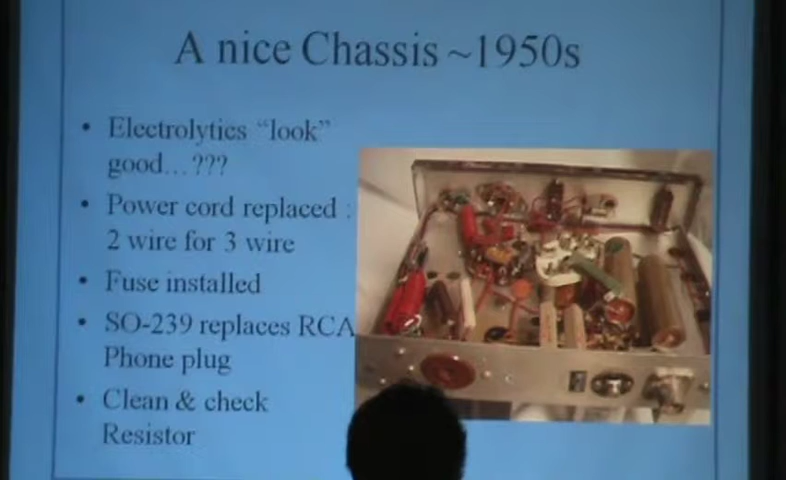 A nice Chassis ~1950s
• Electrolytics “look”
good...???
• Power cord replaced :
2 wire for 3 wire
• Fuse installed
• SO-239 replaces RCA
Phone plug
• Clean & check
Resistor